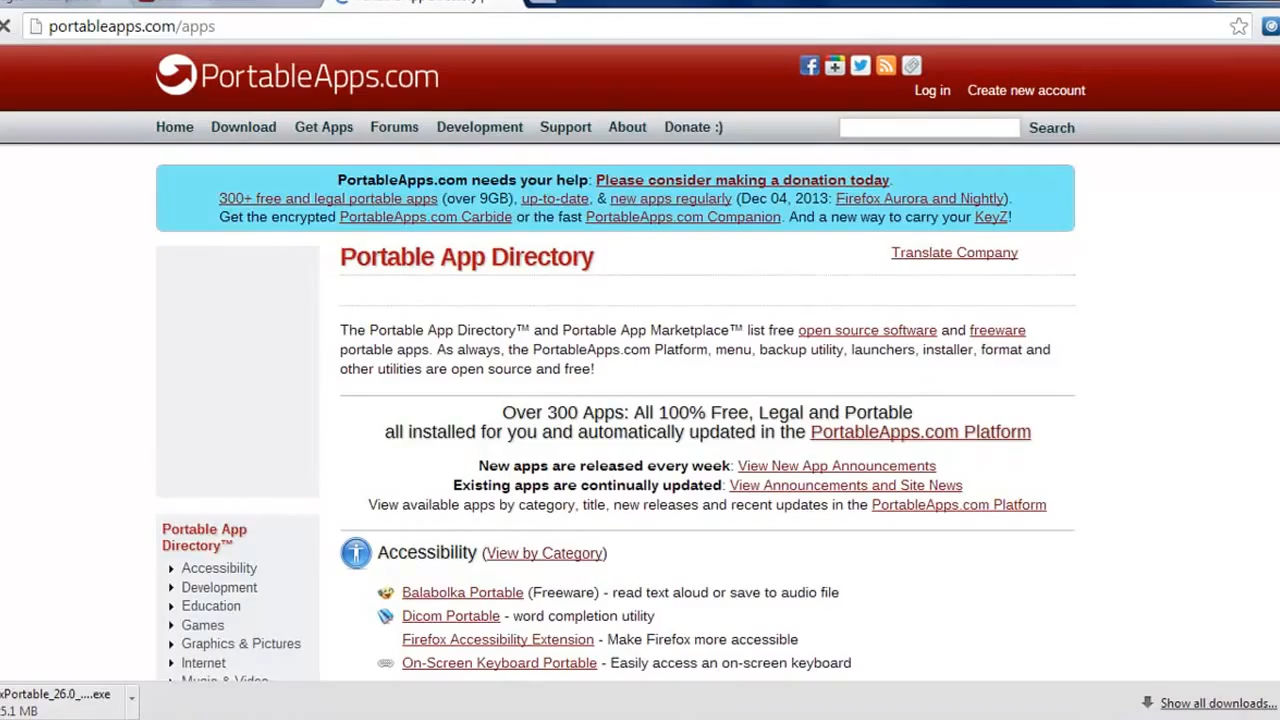 portableapps.com/apps
PortableApps.com
Log in Create new account
Home Download Get Apps Forums Development Support About Donate :) Search
PortableApps.com needs your help: Please consider making a donation today.
300+ free and legal portable apps (over 9GB), up-to-date, & new apps regularly (Dec 04, 2013: Firefox Aurora and Nightly).
Get the encrypted PortableApps.com Carbide or the fast PortableApps.com Companion. And a new way to carry your KeyZ!
Portable App Directory
Translate Company
The Portable App Directory™ and Portable App Marketplace™ list free open source software and freeware
portable apps. As always, the PortableApps.com Platform, menu, backup utility, launchers, installer, format and
other utilities are open source and free!
Over 300 Apps: All 100% Free, Legal and Portable
all installed for you and automatically updated in the PortableApps.com Platform
New apps are released every week: View New App Announcements
Existing apps are continually updated: View Announcements and Site News
View available apps by category, title, new releases and recent updates in the PortableApps.com Platform
Portable App
Directory™
Accessibility
Development
Education
Games
Graphics & Pictures
Internet
Music & Video
Accessibility (View by Category)
Balabolka Portable (Freeware) - read text aloud or save to audio file
Dicom Portable - word completion utility
Firefox Accessibility Extension - Make Firefox more accessible
On-Screen Keyboard Portable - Easily access an on-screen keyboard
xPortable_26.0_....exe
5.1 MB
Show all downloads...